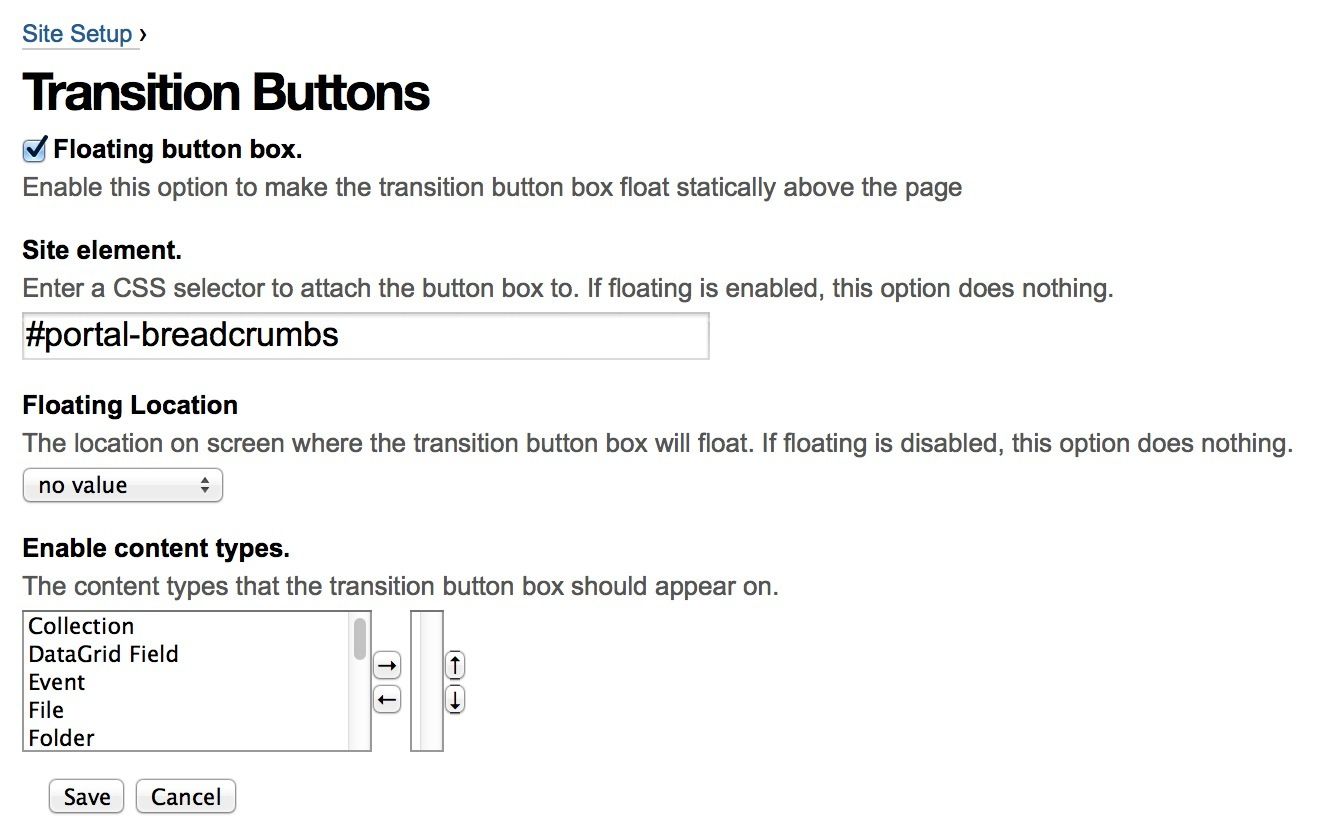 Site Setup ›
Transition Buttons
Floating button box.
Enable this option to make the transition button box float statically above the page
Site element.
Enter a CSS selector to attach the button box to. If floating is enabled, this option does nothing.
#portal-breadcrumbs
Floating Location
The location on screen where the transition button box will float. If floating is disabled, this option does nothing.
no value
Enable content types.
The content types that the transition button box should appear on.
Collection
DataGrid Field
Event
File
Folder
→
←
↑
↓
Save Cancel